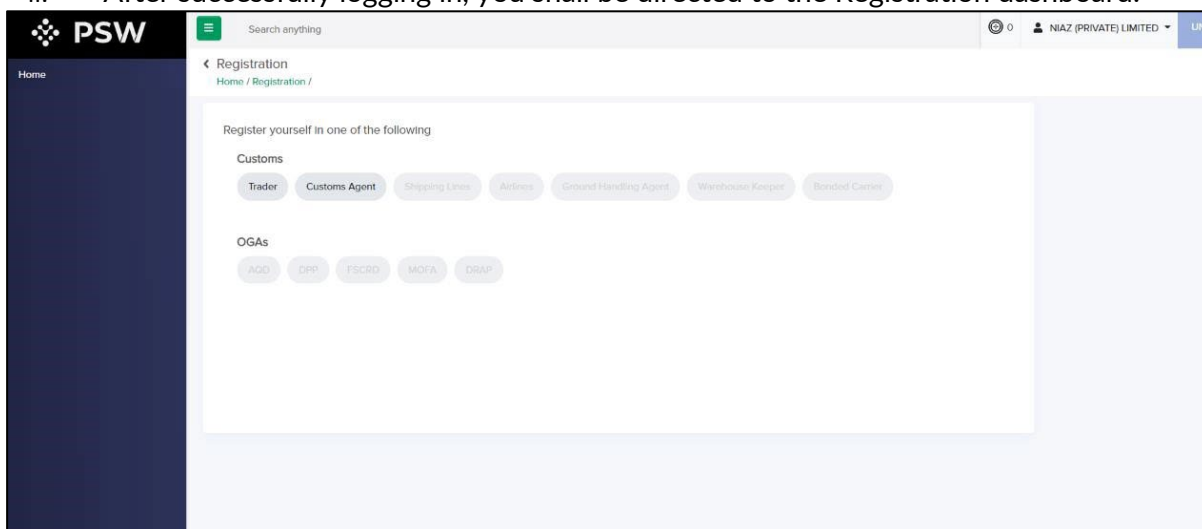 After successfully logging in, you shall be directed to the Registration dashboard.
PSW
Search anything
0
NIAZ (PRIVATE) LIMITED
UN
Home
Registration
Home / Registration /
Register yourself in one of the following
Customs
Trader Customs Agent Shipping Lines Airlines Ground Handling Agent Warehouse Keeper Bonded Carrier
OGAs
AQD DPP FSCRD MOFA DRAP